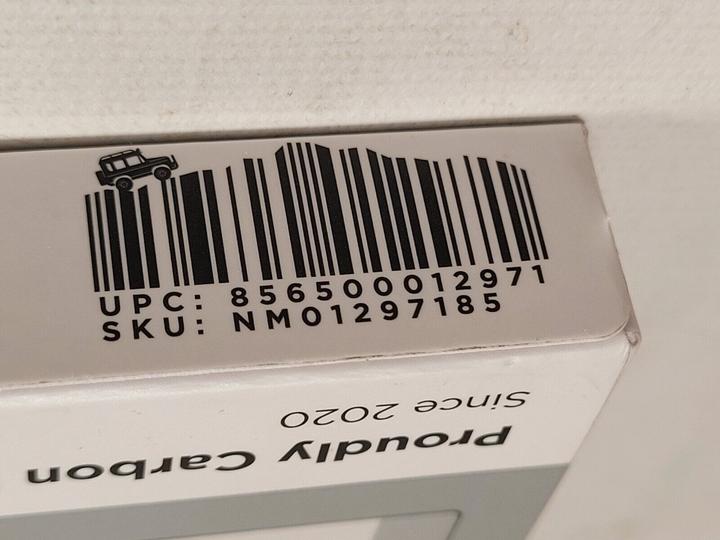 UPC: 856500012971
SKU: NM01297185
Since 2020
Proudly Carbon